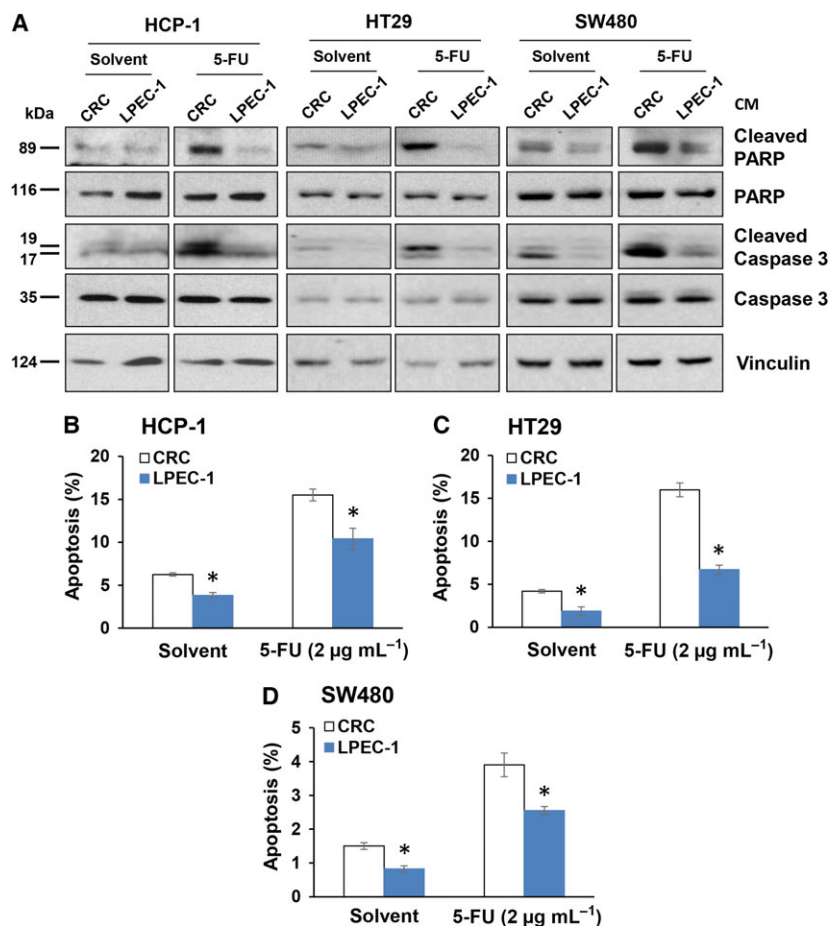 A
HCP-1 HT29 SW480
Solvent 5-FU Solvent 5-FU Solvent 5-FU
kDa CRC LPEC-1 CRC LPEC-1 CRC LPEC-1 CRC LPEC-1 CRC LPEC-1 CRC LPEC-1 CM
89 Cleaved
PARP
116 PARP
19 Cleaved
17 Caspase 3
35 Caspase 3
124 Vinculin
B HCP-1
CRC
LPEC-1
Apoptosis (%)
20
15
10
5
0
* *
Solvent 5-FU (2 µg mL⁻¹)
C HT29
CRC
LPEC-1
Apoptosis (%)
20
15
10
5
0
* *
Solvent 5-FU (2 µg mL⁻¹)
D SW480
CRC
LPEC-1
Apoptosis (%)
5
4
3
2
1
0
* *
Solvent 5-FU (2 µg mL⁻¹)